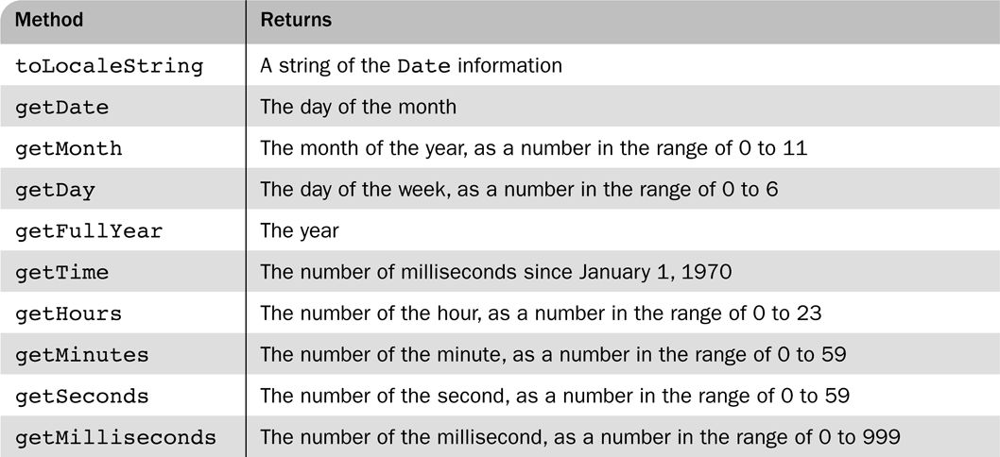 Method Returns
toLocaleString A string of the Date information
getDate The day of the month
getMonth The month of the year, as a number in the range of 0 to 11
getDay The day of the week, as a number in the range of 0 to 6
getFullYear The year
getTime The number of milliseconds since January 1, 1970
getHours The number of the hour, as a number in the range of 0 to 23
getMinutes The number of the minute, as a number in the range of 0 to 59
getSeconds The number of the second, as a number in the range of 0 to 59
getMilliseconds The number of the millisecond, as a number in the range of 0 to 999